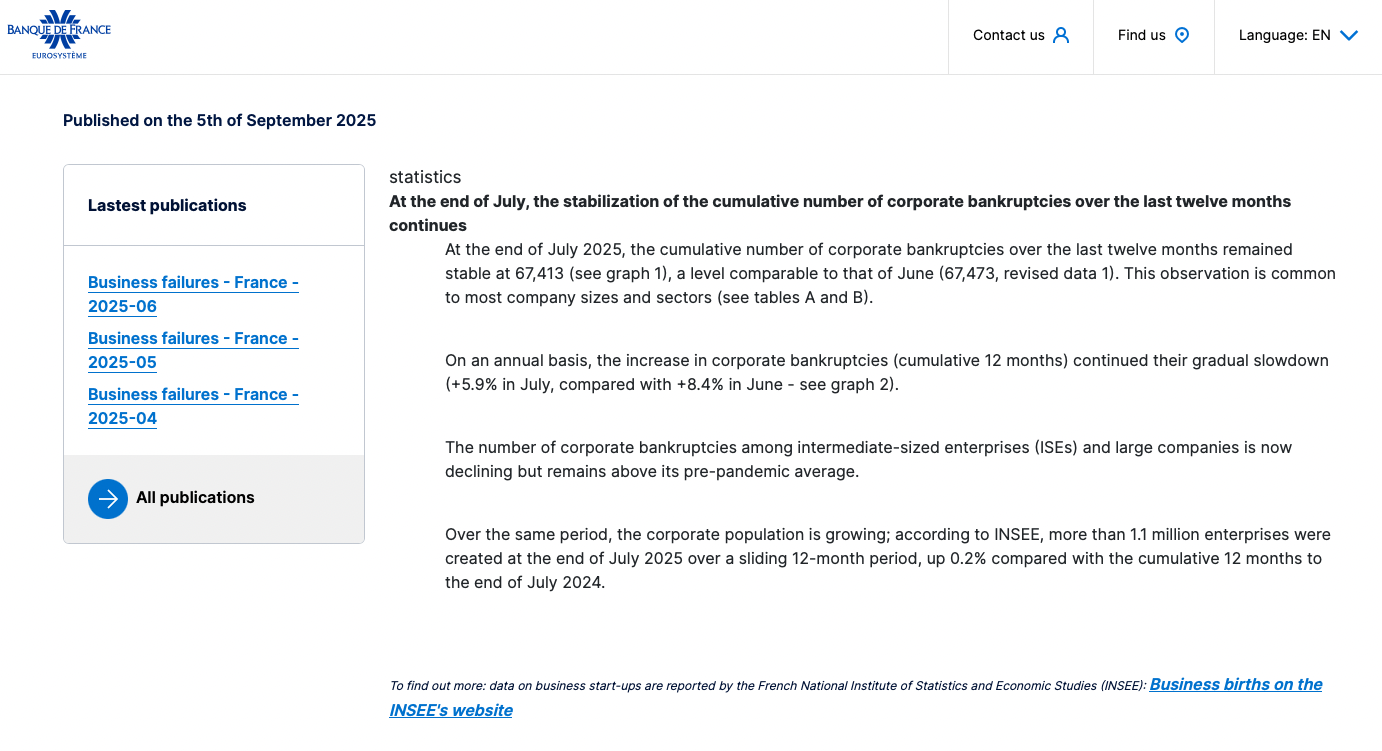 BANQUE DE FRANCE
EUROSYSTÈME
Contact us
Find us
Language: EN
Published on the 5th of September 2025
Lastest publications
Business failures - France -
2025-06
Business failures - France -
2025-05
Business failures - France -
2025-04
All publications
statistics
At the end of July, the stabilization of the cumulative number of corporate bankruptcies over the last twelve months
continues
At the end of July 2025, the cumulative number of corporate bankruptcies over the last twelve months remained
stable at 67,413 (see graph 1), a level comparable to that of June (67,473, revised data 1). This observation is common
to most company sizes and sectors (see tables A and B).
On an annual basis, the increase in corporate bankruptcies (cumulative 12 months) continued their gradual slowdown
(+5.9% in July, compared with +8.4% in June - see graph 2).
The number of corporate bankruptcies among intermediate-sized enterprises (ISEs) and large companies is now
declining but remains above its pre-pandemic average.
Over the same period, the corporate population is growing; according to INSEE, more than 1.1 million enterprises were
created at the end of July 2025 over a sliding 12-month period, up 0.2% compared with the cumulative 12 months to
the end of July 2024.
To find out more: data on business start-ups are reported by the French National Institute of Statistics and Economic Studies (INSEE): Business births on the
INSEE's website